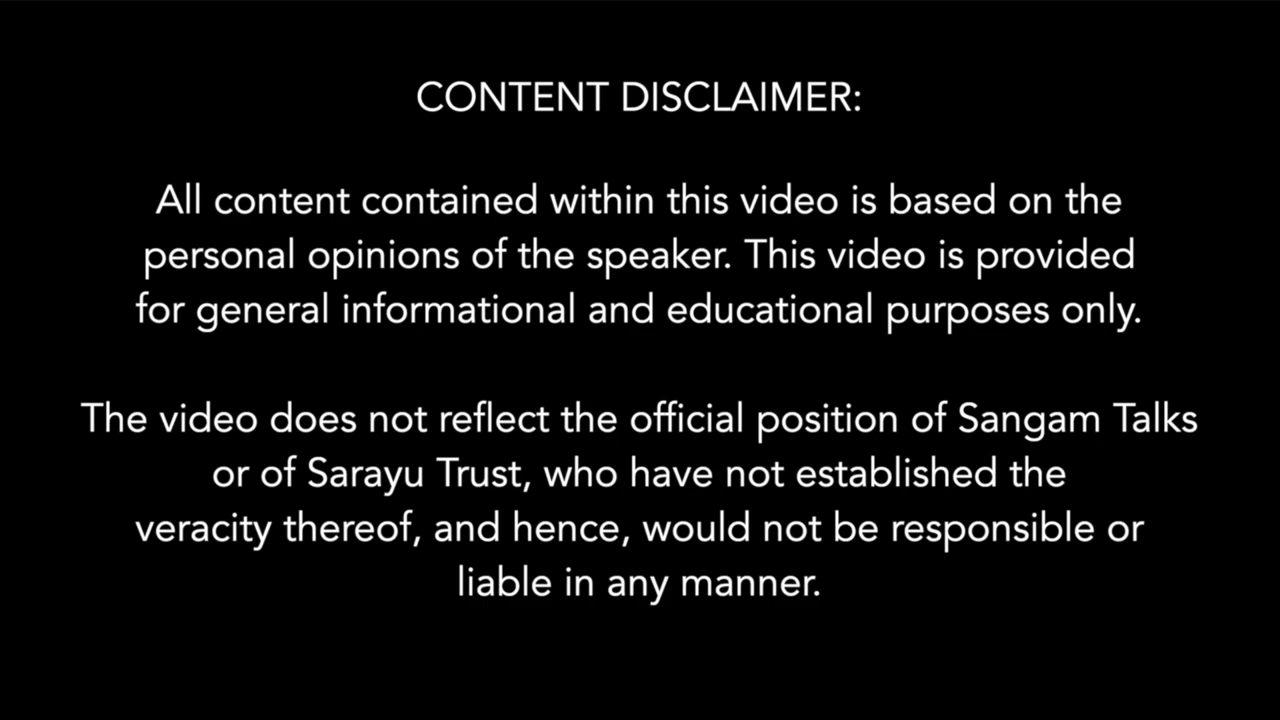 CONTENT DISCLAIMER:
All content contained within this video is based on the
personal opinions of the speaker. This video is provided
for general informational and educational purposes only.
The video does not reflect the official position of Sangam Talks
or of Sarayu Trust, who have not established the
veracity thereof, and hence, would not be responsible or
liable in any manner.